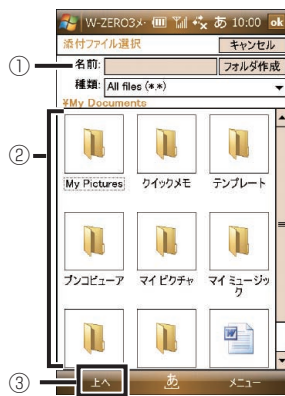 W-ZERO3メ· あ 10:00 ok
添付ファイル選択 キャンセル
① 名前: フォルダ作成
種類: All files (*.*)
¥My Documents
②
My Pictures クイックメモ テンプレート
ブンコビューア マイ ピクチャ マイ ミュージッ
ク
③ 上へ あ メニュー